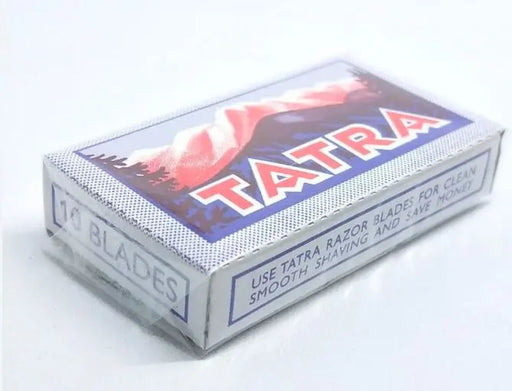 TATRA
10 BLADES
USE TATRA RAZOR BLADES FOR CLEAN
SMOOTH SHAVING AND SAVE MONEY